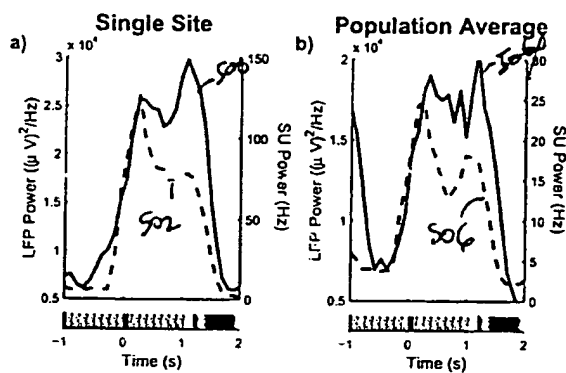 Single Site
Population Average
a)
x 10⁴
3
2.5
2
1.5
1
0.5
LFP Power ((μ V)²/Hz)
150
100
50
0
SU Power (Hz)
500
502
-1
0
1
2
Time (s)
b)
x 10⁴
2
1.5
1
0.5
LFP Power ((μ V)²/Hz)
30
25
20
15
10
5
0
SU Power (Hz)
506
-1
0
1
2
Time (s)